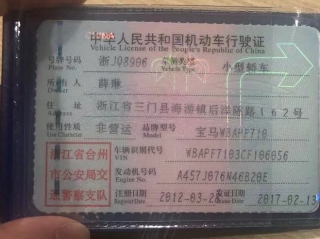 中华人民共和国机动车行驶证
Vehicle License of the People's Republic of China
号牌号码 浙J08906 车辆类型 小型轿车
Plate No. Vehicle Type
所有人 薛琳
Owner
住 址 浙江省三门县海游镇后深陈路162号
Address
使用性质 非营运 品牌型号 宝马WBAPF710
Use Character Model
浙江省台州
市公安局交
通警察支队
车辆识别代号
VIN
发动机号码 A457J076N46B20E
Engine No.
注册日期 2012-03-2 发证日期 2017-02-13
Register Date Issue Date